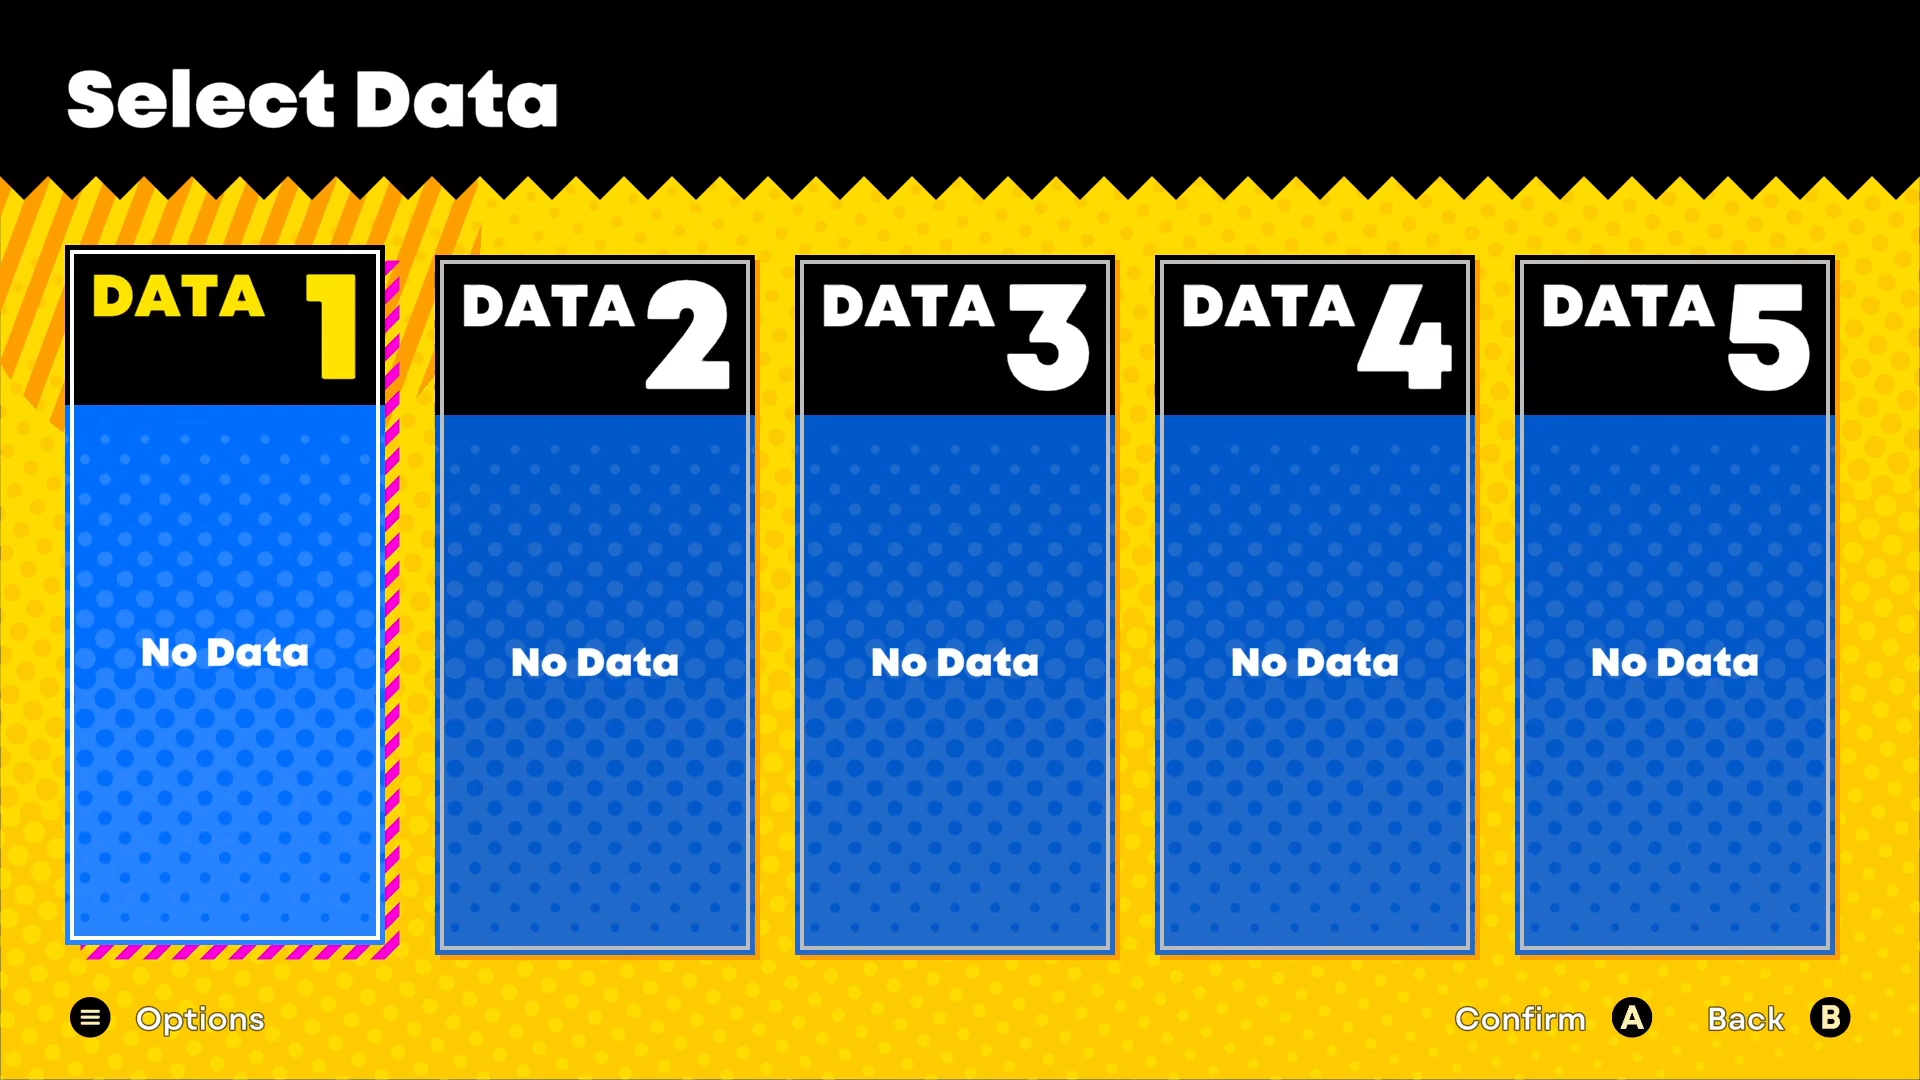 Select Data
DATA 1
DATA 2
DATA 3
DATA 4
DATA 5
No Data
No Data
No Data
No Data
No Data
Options
Confirm A
Back B